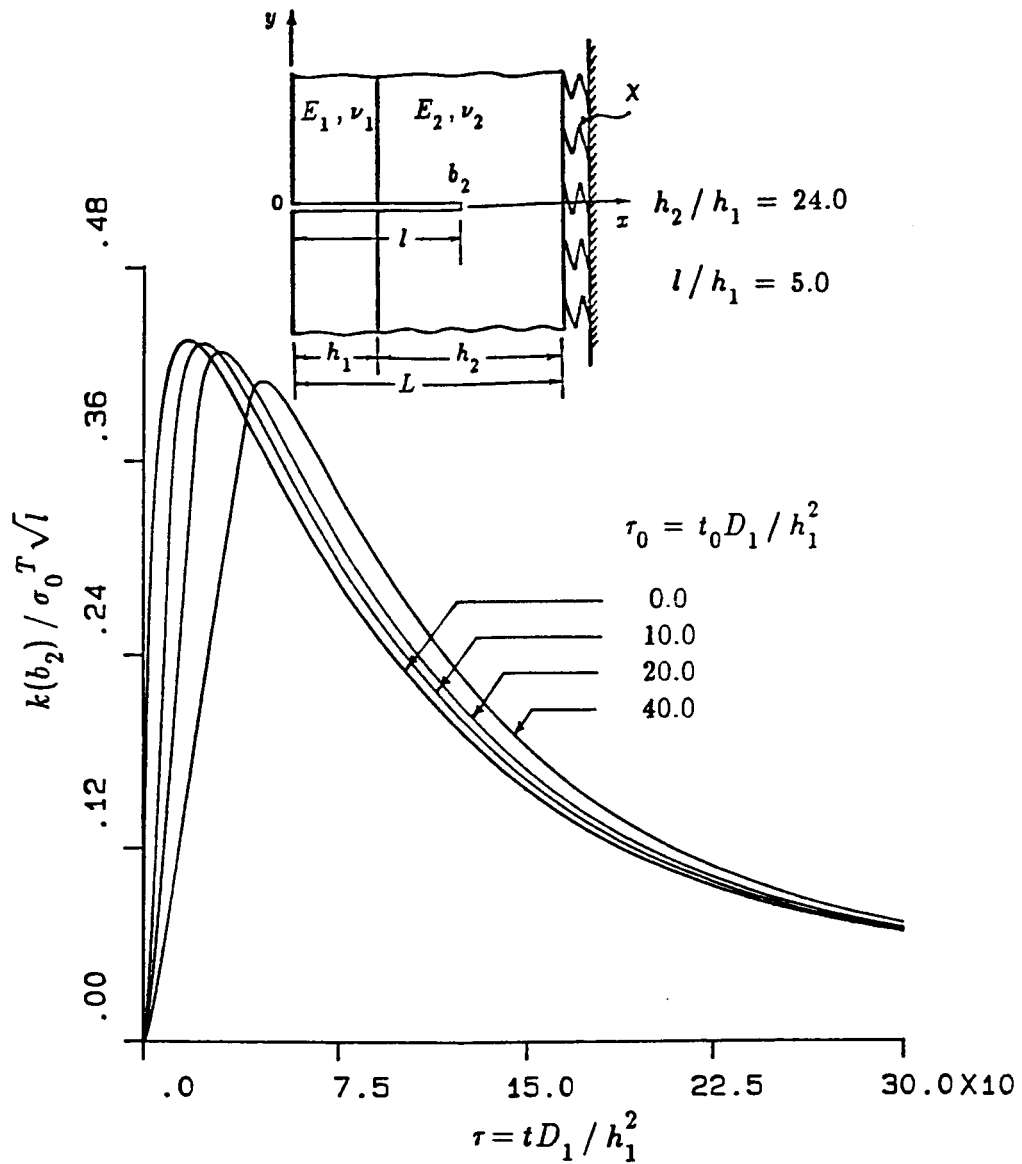 y
E₁, ν₁
E₂, ν₂
X
b₂
0
x
h₂/h₁ = 24.0
l
l/h₁ = 5.0
h₁
h₂
L
.48
.36
.24
.12
.00
k(b₂) / σ₀ᵀ√l
τ₀ = t₀D₁/h₁²
0.0
10.0
20.0
40.0
.0
7.5
15.0
22.5
30.0X10
τ = tD₁/h₁²